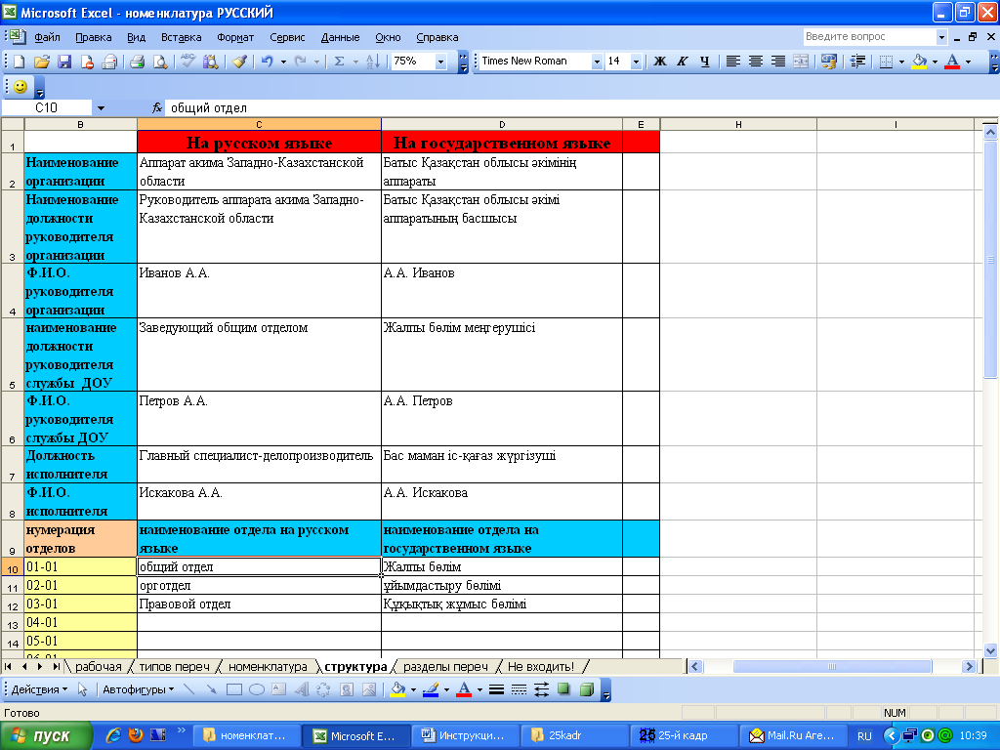 Microsoft Excel - номенклатура РУССКИЙ
Файл Правка Вид Вставка Формат Сервис Данные Окно Справка Введите вопрос
75% Times New Roman 14 Ж К Ч
C10 fx общий отдел
B C D E H I
1 На русском языке На государственном языке
2 Наименование организации Аппарат акима Западно-Казахстанской области Батыс Қазақстан облысы әкімінің аппараты
3 Наименование должности руководителя организации Руководитель аппарата акима Западно-Казахстанской области Батыс Қазақстан облысы әкімі аппаратының басшысы
4 Ф.И.О. руководителя организации Иванов А.А. А.А. Иванов
5 наименование должности руководителя службы ДОУ Заведующий общим отделом Жалпы бөлім меңгерушісі
6 Ф.И.О. руководителя службы ДОУ Петров А.А. А.А. Петров
7 Должность исполнителя Главный специалист-делопроизводитель Бас маман іс-қағаз жүргізуші
8 Ф.И.О. исполнителя Искакова А.А. А.А. Искакова
9 нумерация отделов наименование отдела на русском языке наименование отдела на государственном языке
10 01-01 общий отдел Жалпы бөлім
11 02-01 орготдел ұйымдастыру бөлімі
12 03-01 Правовой отдел Құқықтық жұмыс бөлімі
13 04-01
14 05-01
рабочая типов переч номенклатура структура разделы переч Не входить!
Действия Автофигуры
Готово NUM
пуск номенклат... Microsoft E... Инструкци... 25kadr 25-й кадр Mail.Ru Аге... RU 10:39